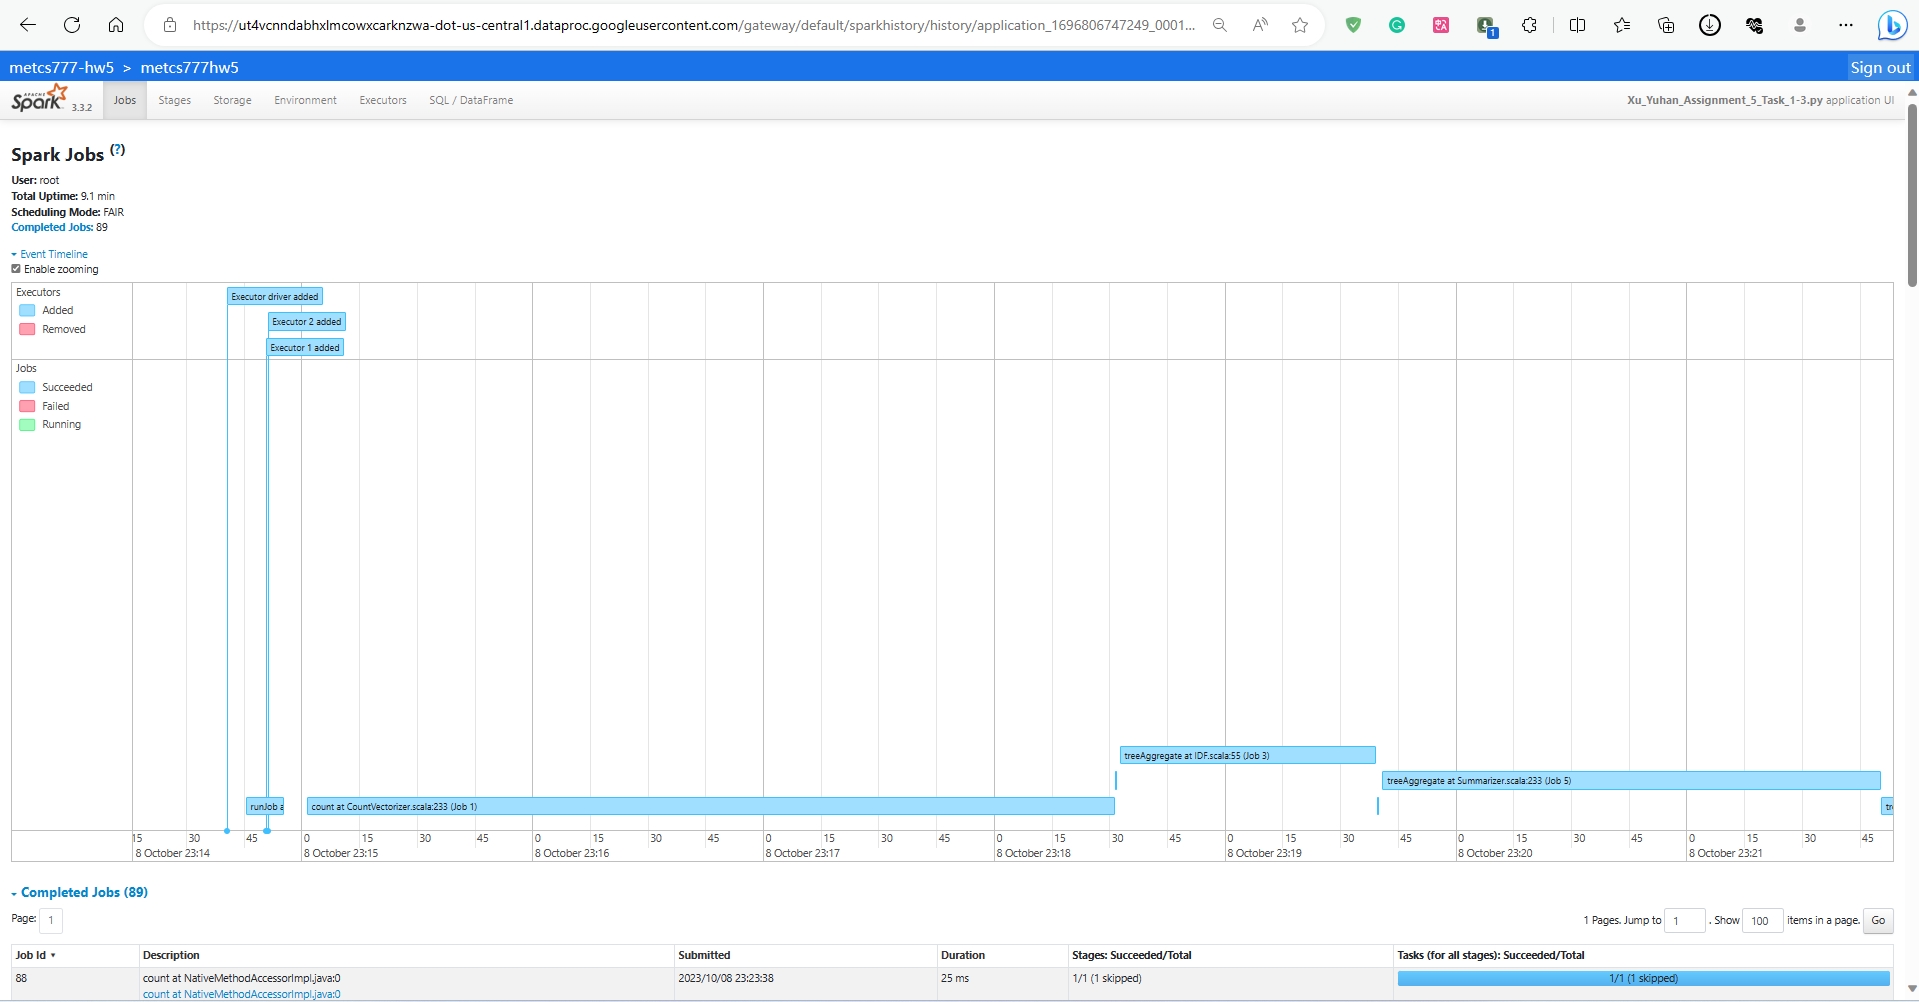 https://ut4vcnndabhxlmcowxcarknzwa-dot-us-central1.dataproc.googleusercontent.com/gateway/default/sparkhistory/history/application_1696806747249_0001...
1
metcs777-hw5 > metcs777hw5
Sign out
APACHE Spark 3.3.2 Jobs Stages Storage Environment Executors SQL / DataFrame Xu_Yuhan_Assignment_5_Task_1-3.py application UI
Spark Jobs (?)
User: root
Total Uptime: 9.1 min
Scheduling Mode: FAIR
Completed Jobs: 89
Event Timeline
Enable zooming
Executors
Added
Removed
Executor driver added
Executor 2 added
Executor 1 added
Jobs
Succeeded
Failed
Running
treeAggregate at IDF.scala:55 (Job 3)
treeAggregate at Summarizer.scala:233 (Job 5)
runJob a
count at CountVectorizer.scala:233 (Job 1)
tr
15 30 45 0 15 30 45 0 15 30 45 0 15 30 45 0 15 30 45 0 15 30 45 0 15 30 45 0 15 30 45
8 October 23:14 8 October 23:15 8 October 23:16 8 October 23:17 8 October 23:18 8 October 23:19 8 October 23:20 8 October 23:21
Completed Jobs (89)
Page: 1
1 Pages. Jump to 1 . Show 100 items in a page. Go
Job Id Description Submitted Duration Stages: Succeeded/Total Tasks (for all stages): Succeeded/Total
88 count at NativeMethodAccessorImpl.java:0 2023/10/08 23:23:38 25 ms 1/1 (1 skipped) 1/1 (1 skipped)
count at NativeMethodAccessorImpl.java:0